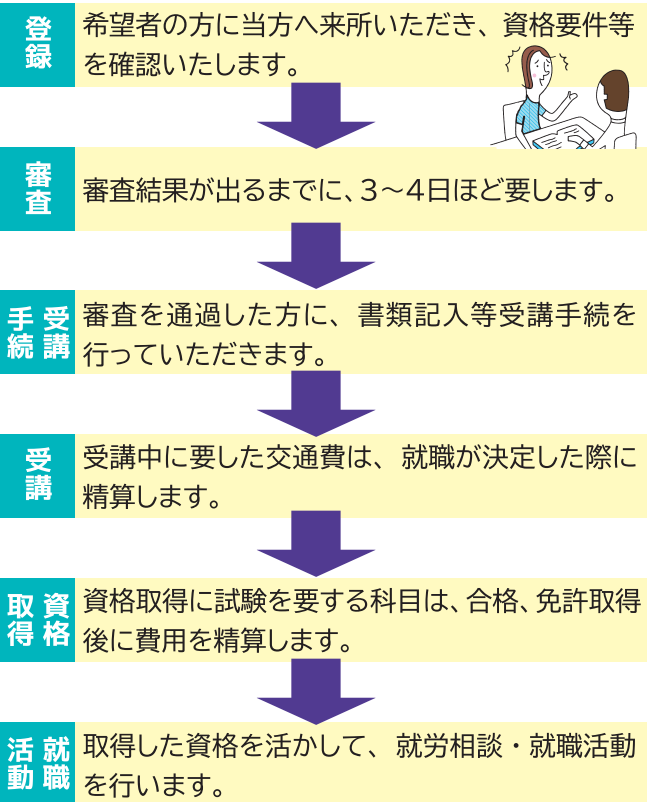 登録
希望者の方に当方へ来所いただき、資格要件等
を確認いたします。
審査
審査結果が出るまでに、3〜4日ほど要します。
受講
手続
審査を通過した方に、書類記入等受講手続を
行っていただきます。
受講
受講中に要した交通費は、就職が決定した際に
精算します。
資格
取得
資格取得に試験を要する科目は、合格、免許取得
後に費用を精算します。
就職
活動
取得した資格を活かして、就労相談・就職活動
を行います。